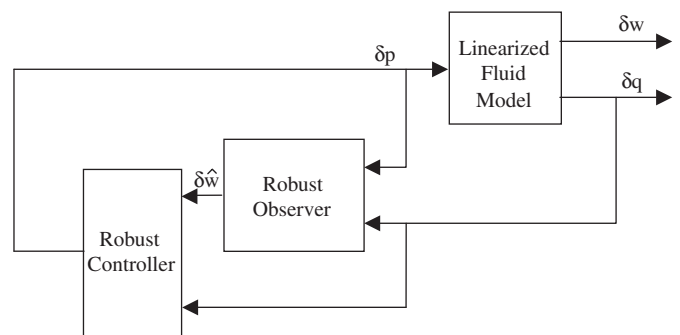 δw
δp
Linearized
Fluid
Model
δq
δŵ
Robust
Observer
Robust
Controller